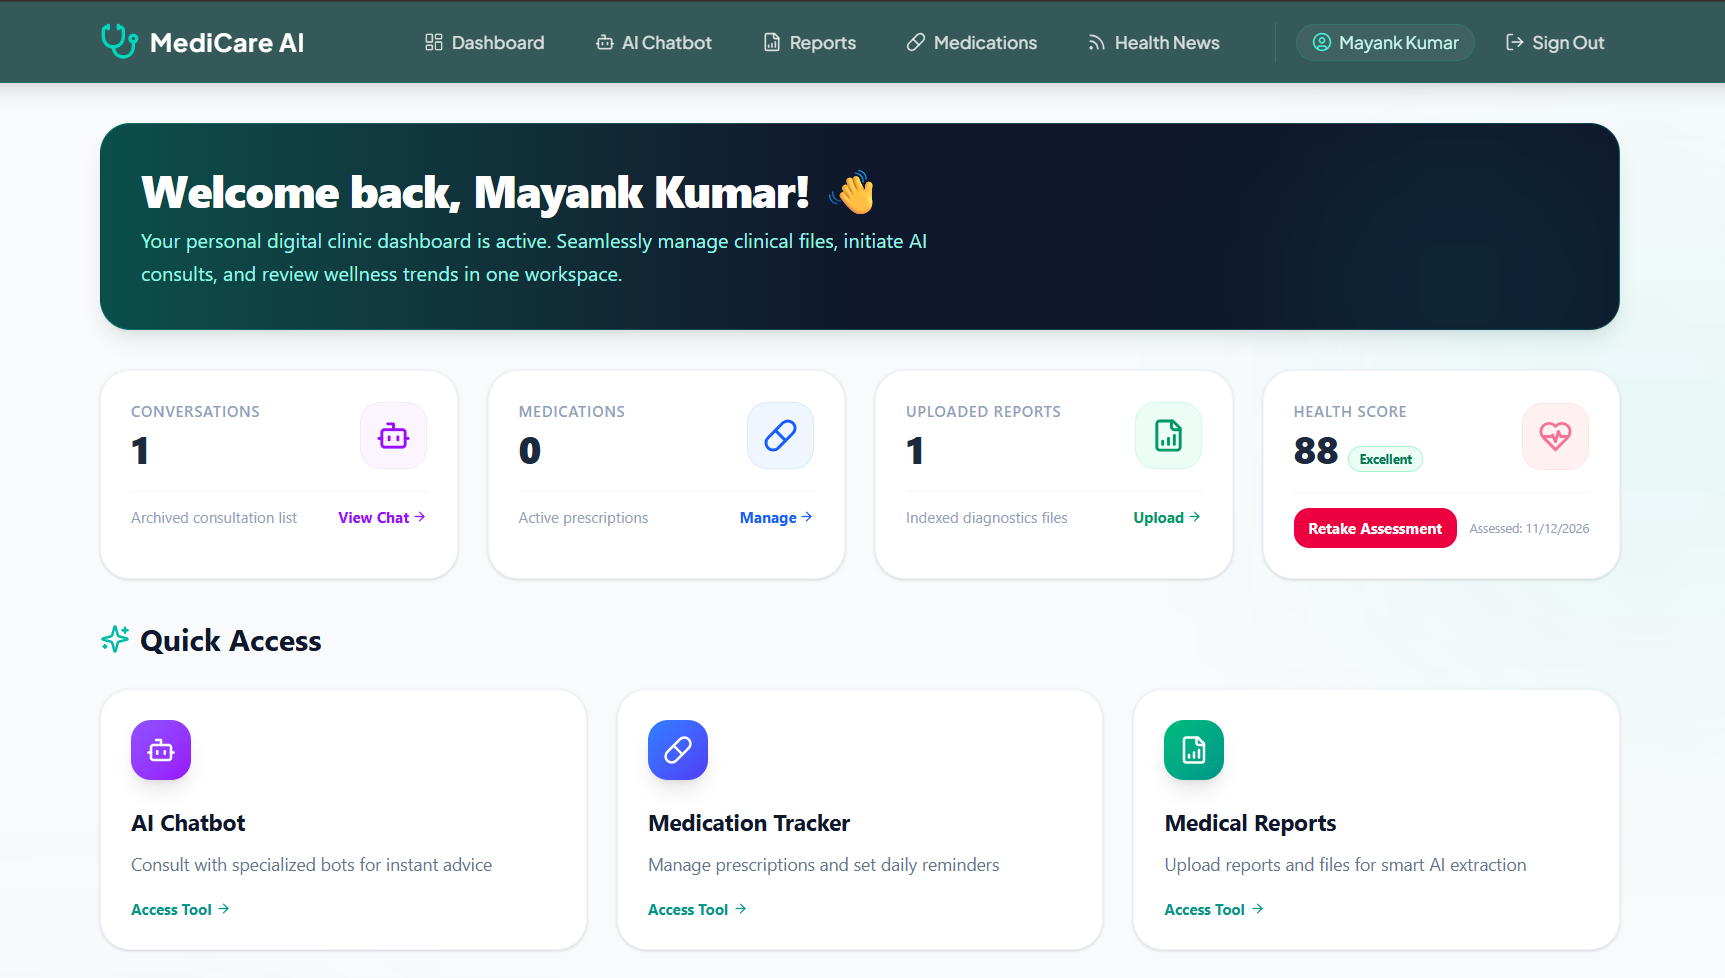 MediCare AI
Dashboard
AI Chatbot
Reports
Medications
Health News
Mayank Kumar
Sign Out
Welcome back, Mayank Kumar! 👋
Your personal digital clinic dashboard is active. Seamlessly manage clinical files, initiate AI
consults, and review wellness trends in one workspace.
CONVERSATIONS
1
Archived consultation list
View Chat →
MEDICATIONS
0
Active prescriptions
Manage →
UPLOADED REPORTS
1
Indexed diagnostics files
Upload →
HEALTH SCORE
88 Excellent
Retake Assessment
Assessed: 11/12/2026
Quick Access
AI Chatbot
Consult with specialized bots for instant advice
Access Tool →
Medication Tracker
Manage prescriptions and set daily reminders
Access Tool →
Medical Reports
Upload reports and files for smart AI extraction
Access Tool →